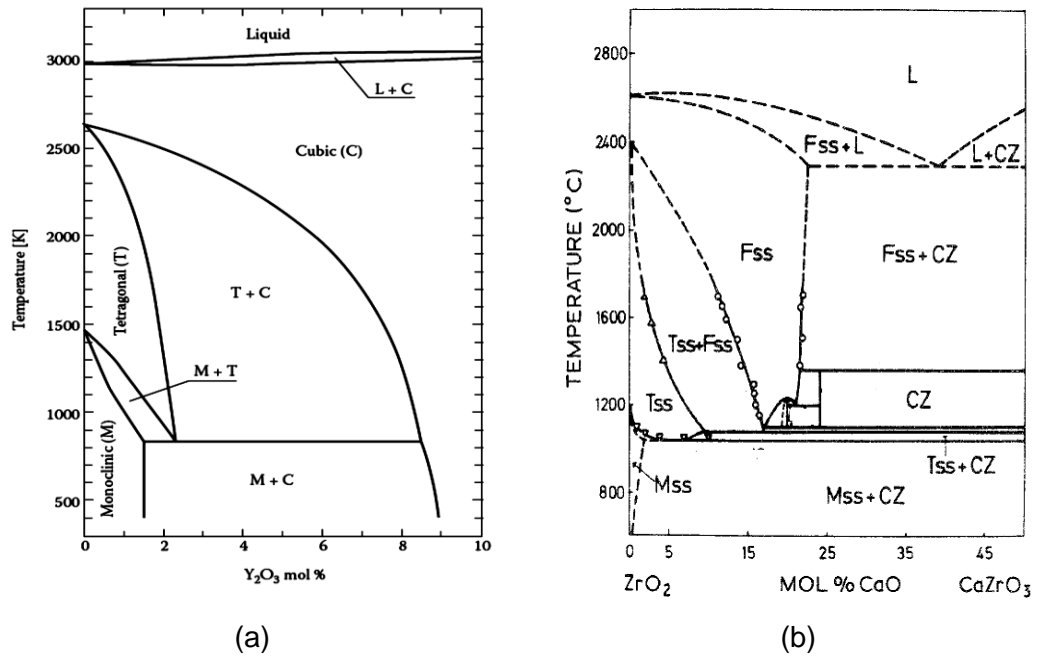 Liquid
3000
L + C
2500
Cubic (C)
Temperature [K]
2000
Tetragonal (T)
T + C
1500
M + T
1000
Monoclinic (M)
M + C
500
0
2
4
6
8
10
Y2O3 mol %
(a)
2800
L
Fss+L
L+CZ
2400
TEMPERATURE (°C)
2000
Fss
Fss+CZ
1600
Tss+Fss
CZ
Tss
1200
Tss+CZ
Mss
Mss+CZ
800
0
5
15
25
35
45
ZrO2
MOL % CaO
CaZrO3
(b)